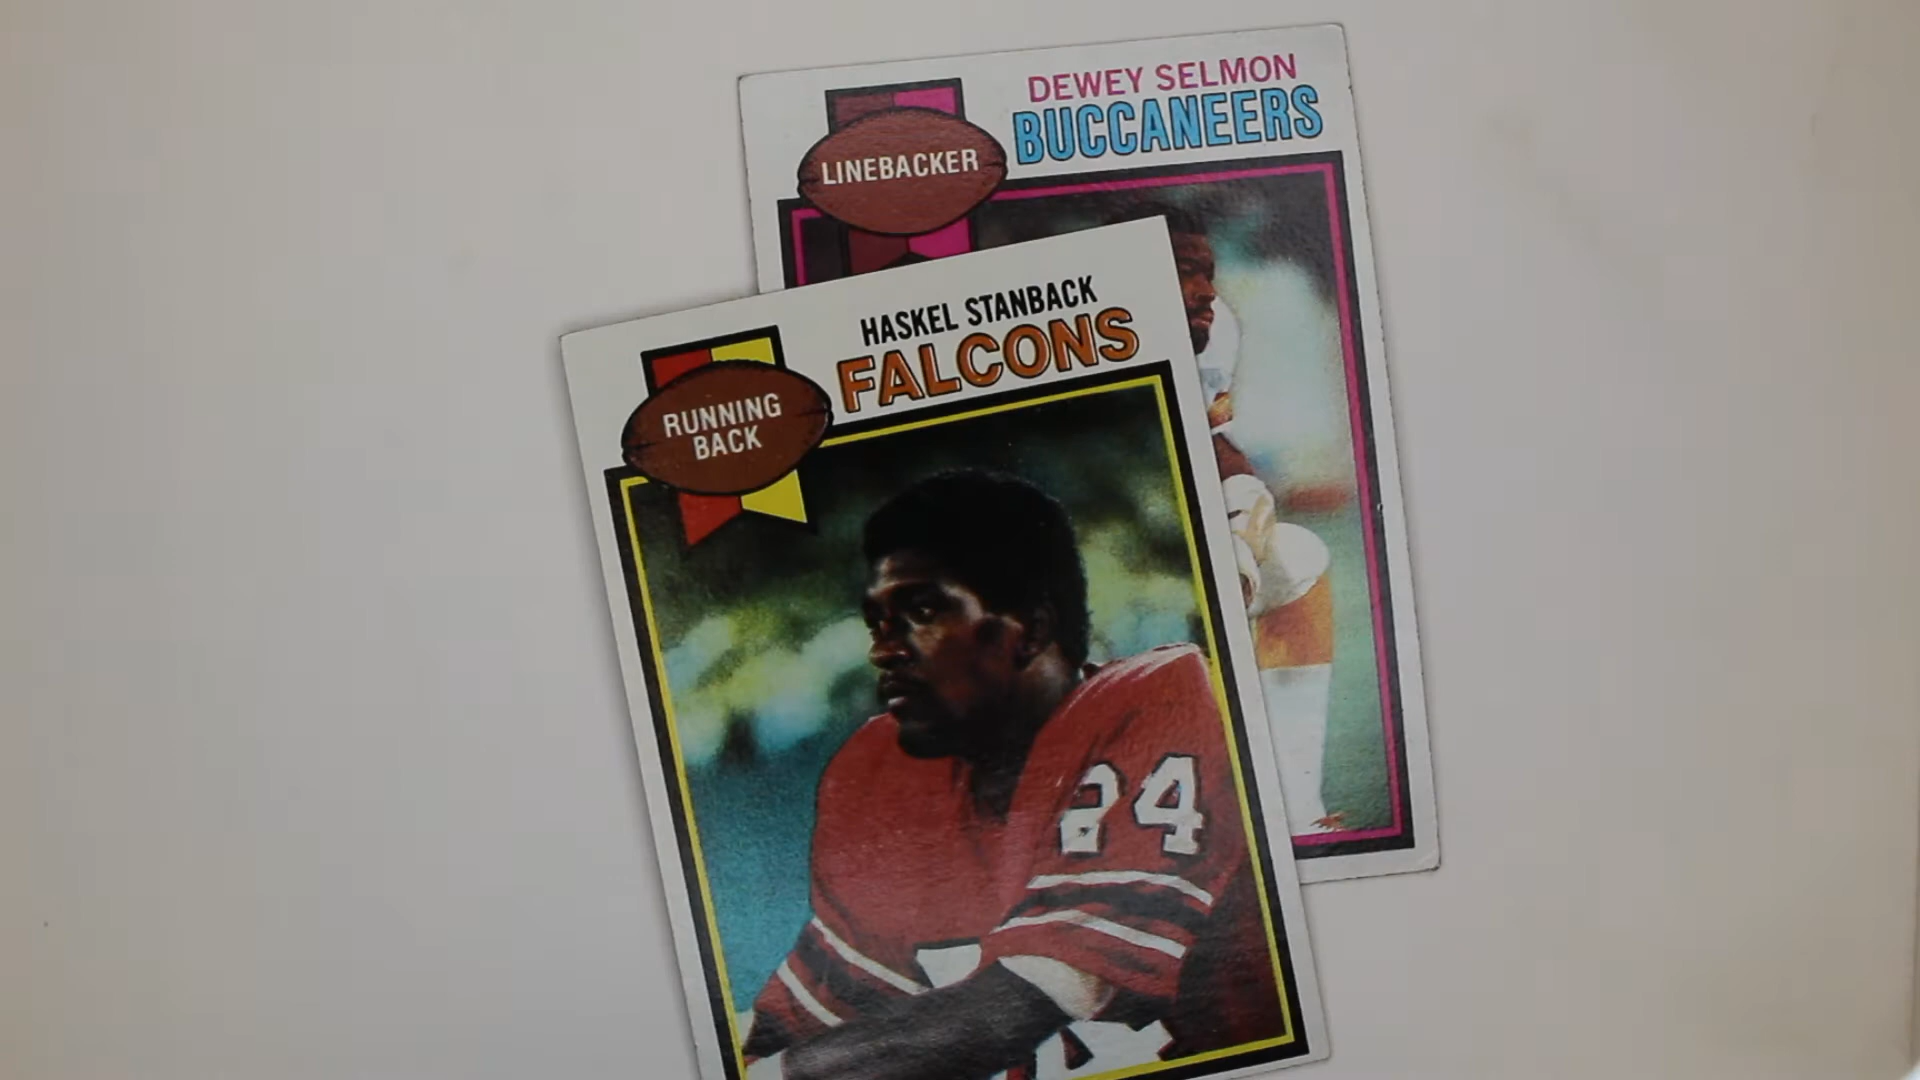 DEWEY SELMON
BUCCANEERS
LINEBACKER
HASKEL STANBACK
FALCONS
RUNNING
BACK
24